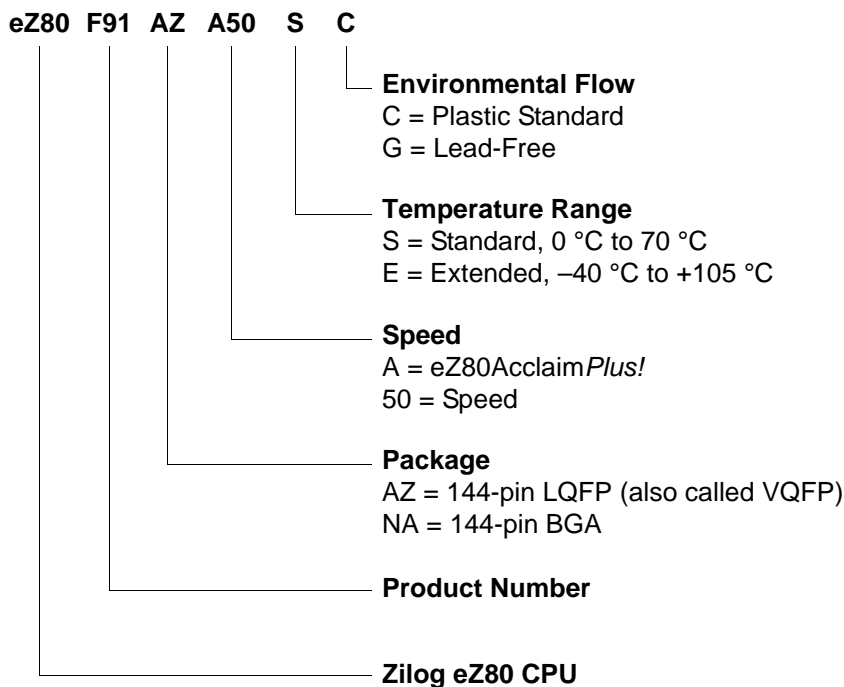 eZ80 F91 AZ A50 S C
Environmental Flow
C = Plastic Standard
G = Lead-Free
Temperature Range
S = Standard, 0 °C to 70 °C
E = Extended, –40 °C to +105 °C
Speed
A = eZ80AcclaimPlus!
50 = Speed
Package
AZ = 144-pin LQFP (also called VQFP)
NA = 144-pin BGA
Product Number
Zilog eZ80 CPU